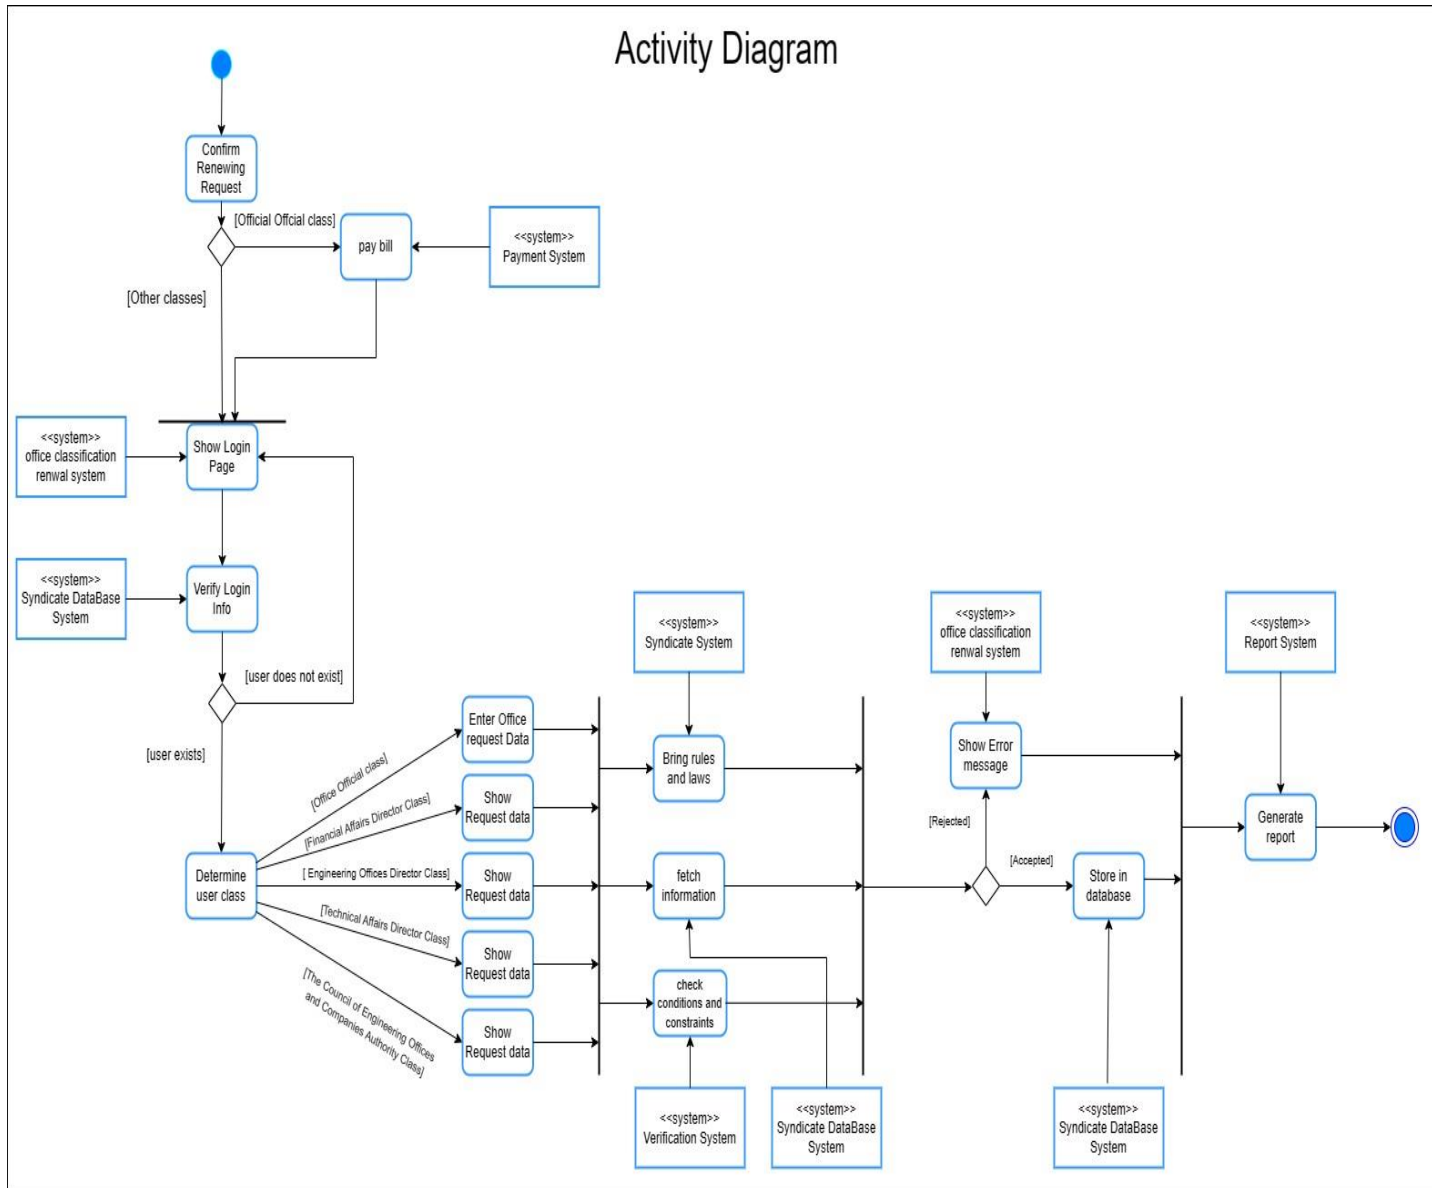 Activity Diagram
Confirm
Renewing
Request
[Official Offcial class]
pay bill
<<system>>
Payment System
[Other classes]
<<system>>
office classification
renwal system
Show Login
Page
<<system>>
Syndicate DataBase
System
Verify Login
Info
[user does not exist]
[user exists]
Determine
user class
[Office Official class]
[Financial Affairs Director Class]
[ Engineering Offices Director Class]
[Technical Affairs Director Class]
[The Council of Engineering Offices
and Companies Authority Class]
Enter Office
request Data
Show
Request data
Show
Request data
Show
Request data
Show
Request data
<<system>>
Syndicate System
Bring rules
and laws
fetch
information
check
conditions and
constraints
<<system>>
Verification System
<<system>>
Syndicate DataBase
System
<<system>>
office classification
renwal system
Show Error
message
[Rejected]
[Accepted]
Store in
database
<<system>>
Syndicate DataBase
System
<<system>>
Report System
Generate
report